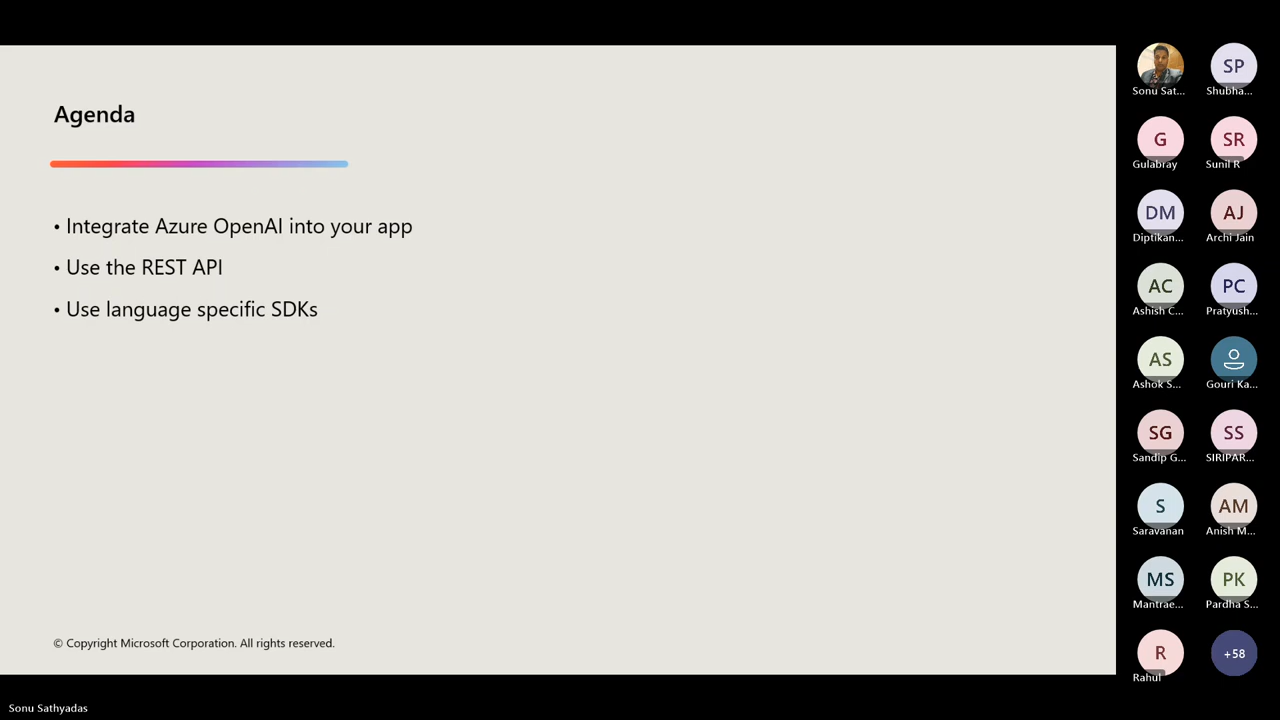 Agenda
• Integrate Azure OpenAI into your app
• Use the REST API
• Use language specific SDKs
© Copyright Microsoft Corporation. All rights reserved.
Sonu Sathyadas
Sonu Sat...
SP
Shubha...
G
Gulabray
SR
Sunil R
DM
Diptikan...
AJ
Archi Jain
AC
Ashish C...
PC
Pratyush...
AS
Ashok S...
Gouri Ka...
SG
Sandip G...
SS
SIRIPAR...
S
Saravanan
AM
Anish M...
MS
Mantrae...
PK
Pardha S...
R
Rahul
+58